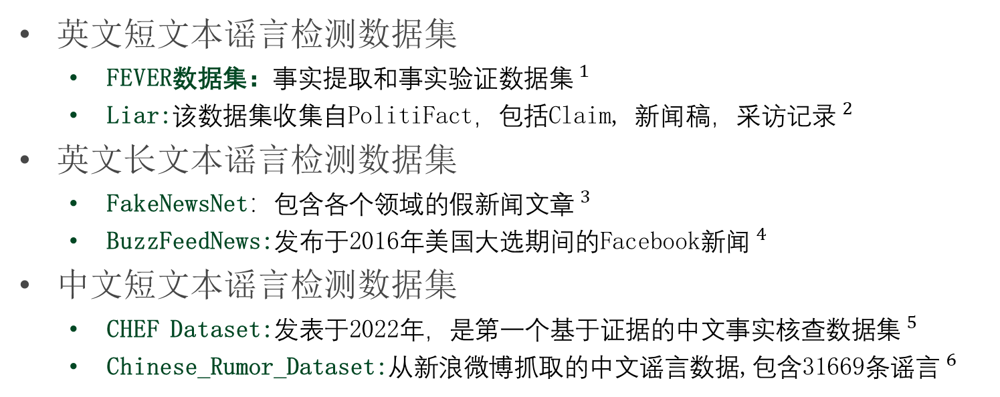 • 英文短文本谣言检测数据集
• FEVER数据集：事实提取和事实验证数据集 1
• Liar:该数据集收集自PolitiFact，包括Claim, 新闻稿，采访记录 2
• 英文长文本谣言检测数据集
• FakeNewsNet：包含各个领域的假新闻文章 3
• BuzzFeedNews:发布于2016年美国大选期间的Facebook新闻 4
• 中文短文本谣言检测数据集
• CHEF Dataset:发表于2022年，是第一个基于证据的中文事实核查数据集 5
• Chinese_Rumor_Dataset:从新浪微博抓取的中文谣言数据,包含31669条谣言 6